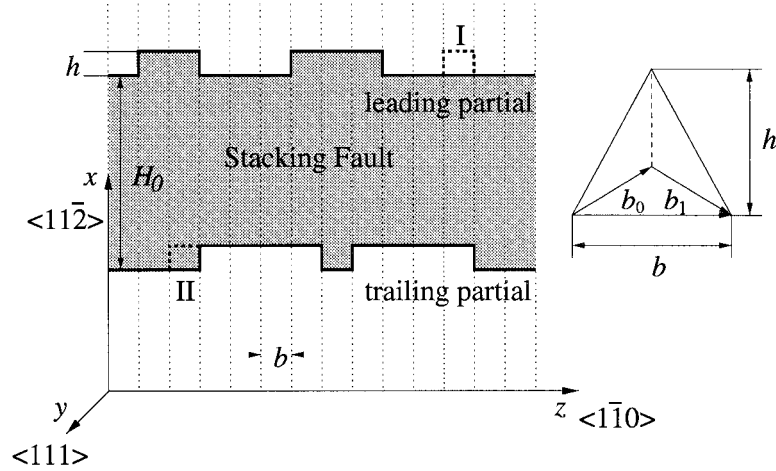 I
h
leading partial
Stacking Fault
x
H₀
<112̅>
II
trailing partial
b
y
z
<11̅0>
<111>
h
b₀
b₁
b